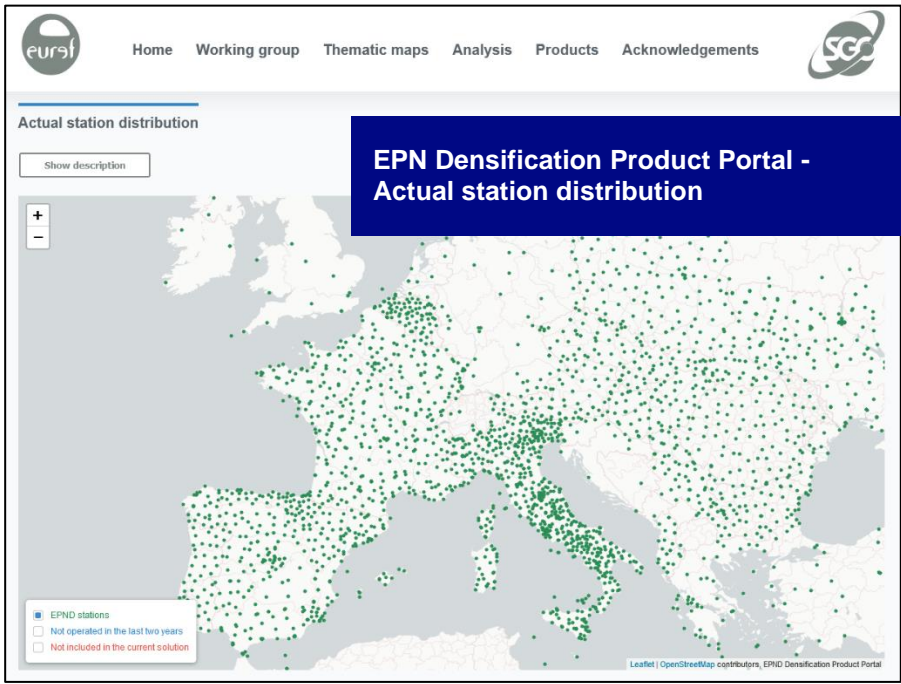 euref
Home Working group Thematic maps Analysis Products Acknowledgements
SGO
Actual station distribution
Show description
EPN Densification Product Portal -
Actual station distribution
+
−
EPND stations
Not operated in the last two years
Not included in the current solution
Leaflet | OpenStreetMap contributors, EPND Densification Product Portal